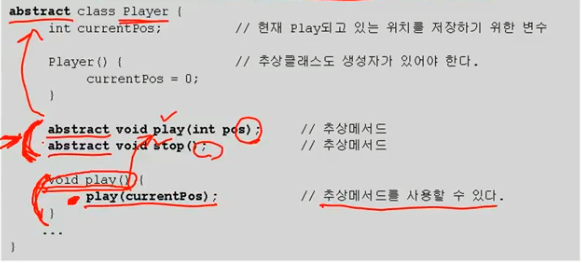 abstract class Player {
int currentPos; // 현재 Play되고 있는 위치를 저장하기 위한 변수
Player() { // 추상클래스도 생성자가 있어야 한다.
currentPos = 0;
}
abstract void play(int pos); // 추상메서드
abstract void stop(); // 추상메서드
void play() {
play(currentPos); // 추상메서드를 사용할 수 있다.
}
...
}